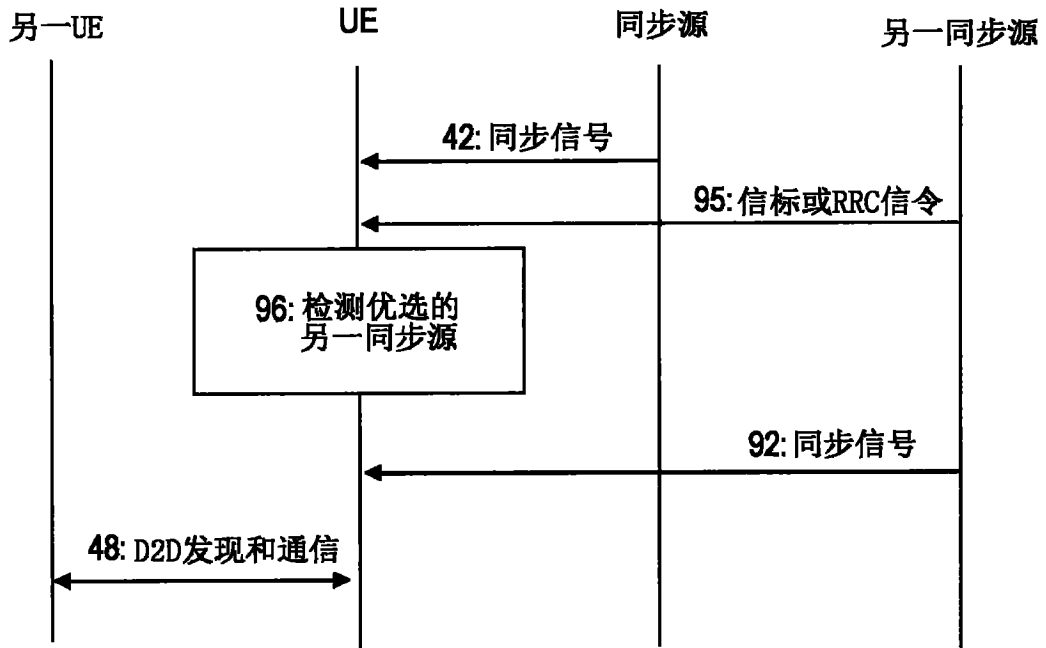 另一UE
UE
同步源
另一同步源
42:同步信号
95:信标或RRC信令
96:检测优选的
另一同步源
92:同步信号
48:D2D发现和通信